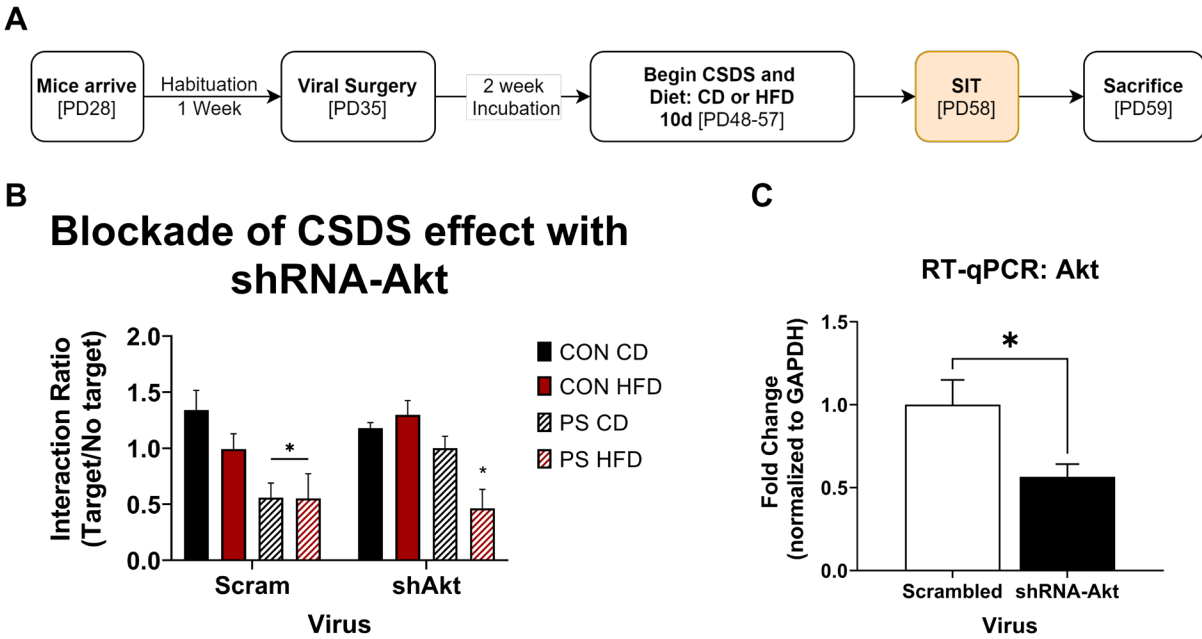 A
Mice arrive
[PD28]
Habituation
1 Week
Viral Surgery
[PD35]
2 week
Incubation
Begin CSDS and
Diet: CD or HFD
10d [PD48-57]
SIT
[PD58]
Sacrifice
[PD59]
B
Blockade of CSDS effect with
shRNA-Akt
Interaction Ratio
(Target/No target)
2.0
1.5
1.0
0.5
0.0
*
*
Scram
shAkt
Virus
CON CD
CON HFD
PS CD
PS HFD
C
RT-qPCR: Akt
Fold Change
(normalized to GAPDH)
1.5
1.0
0.5
0.0
*
Scrambled
shRNA-Akt
Virus